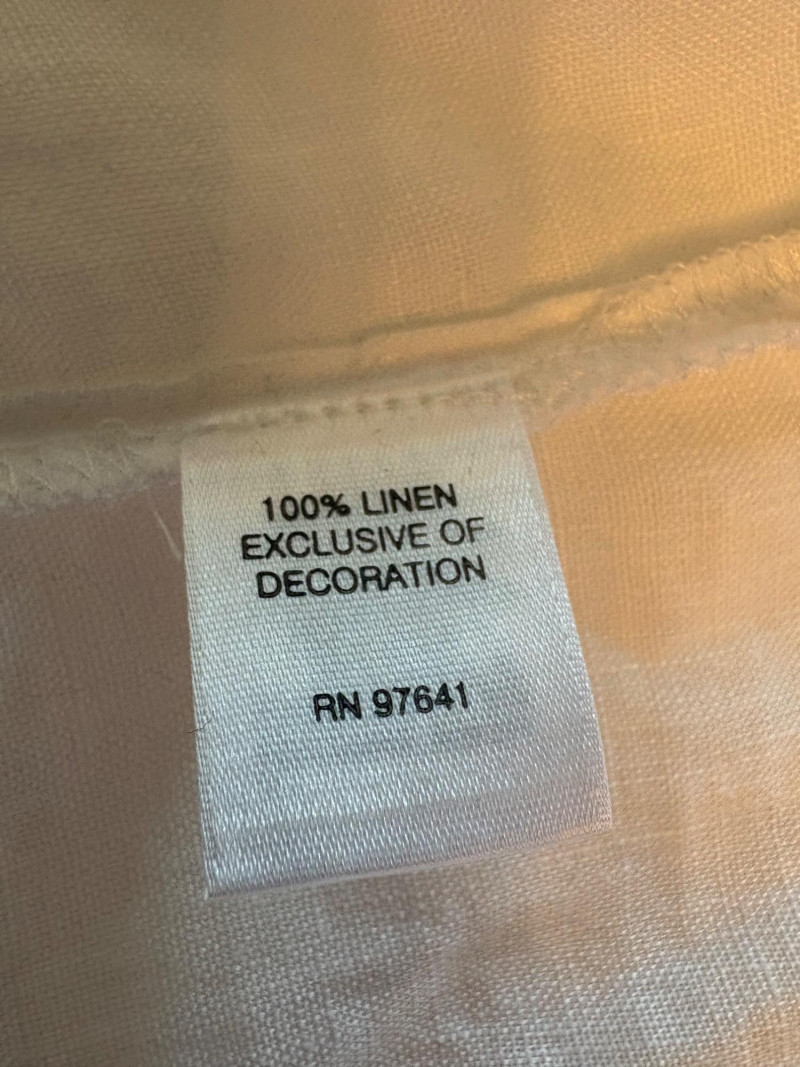 100% LINEN
EXCLUSIVE OF
DECORATION
RN 97641